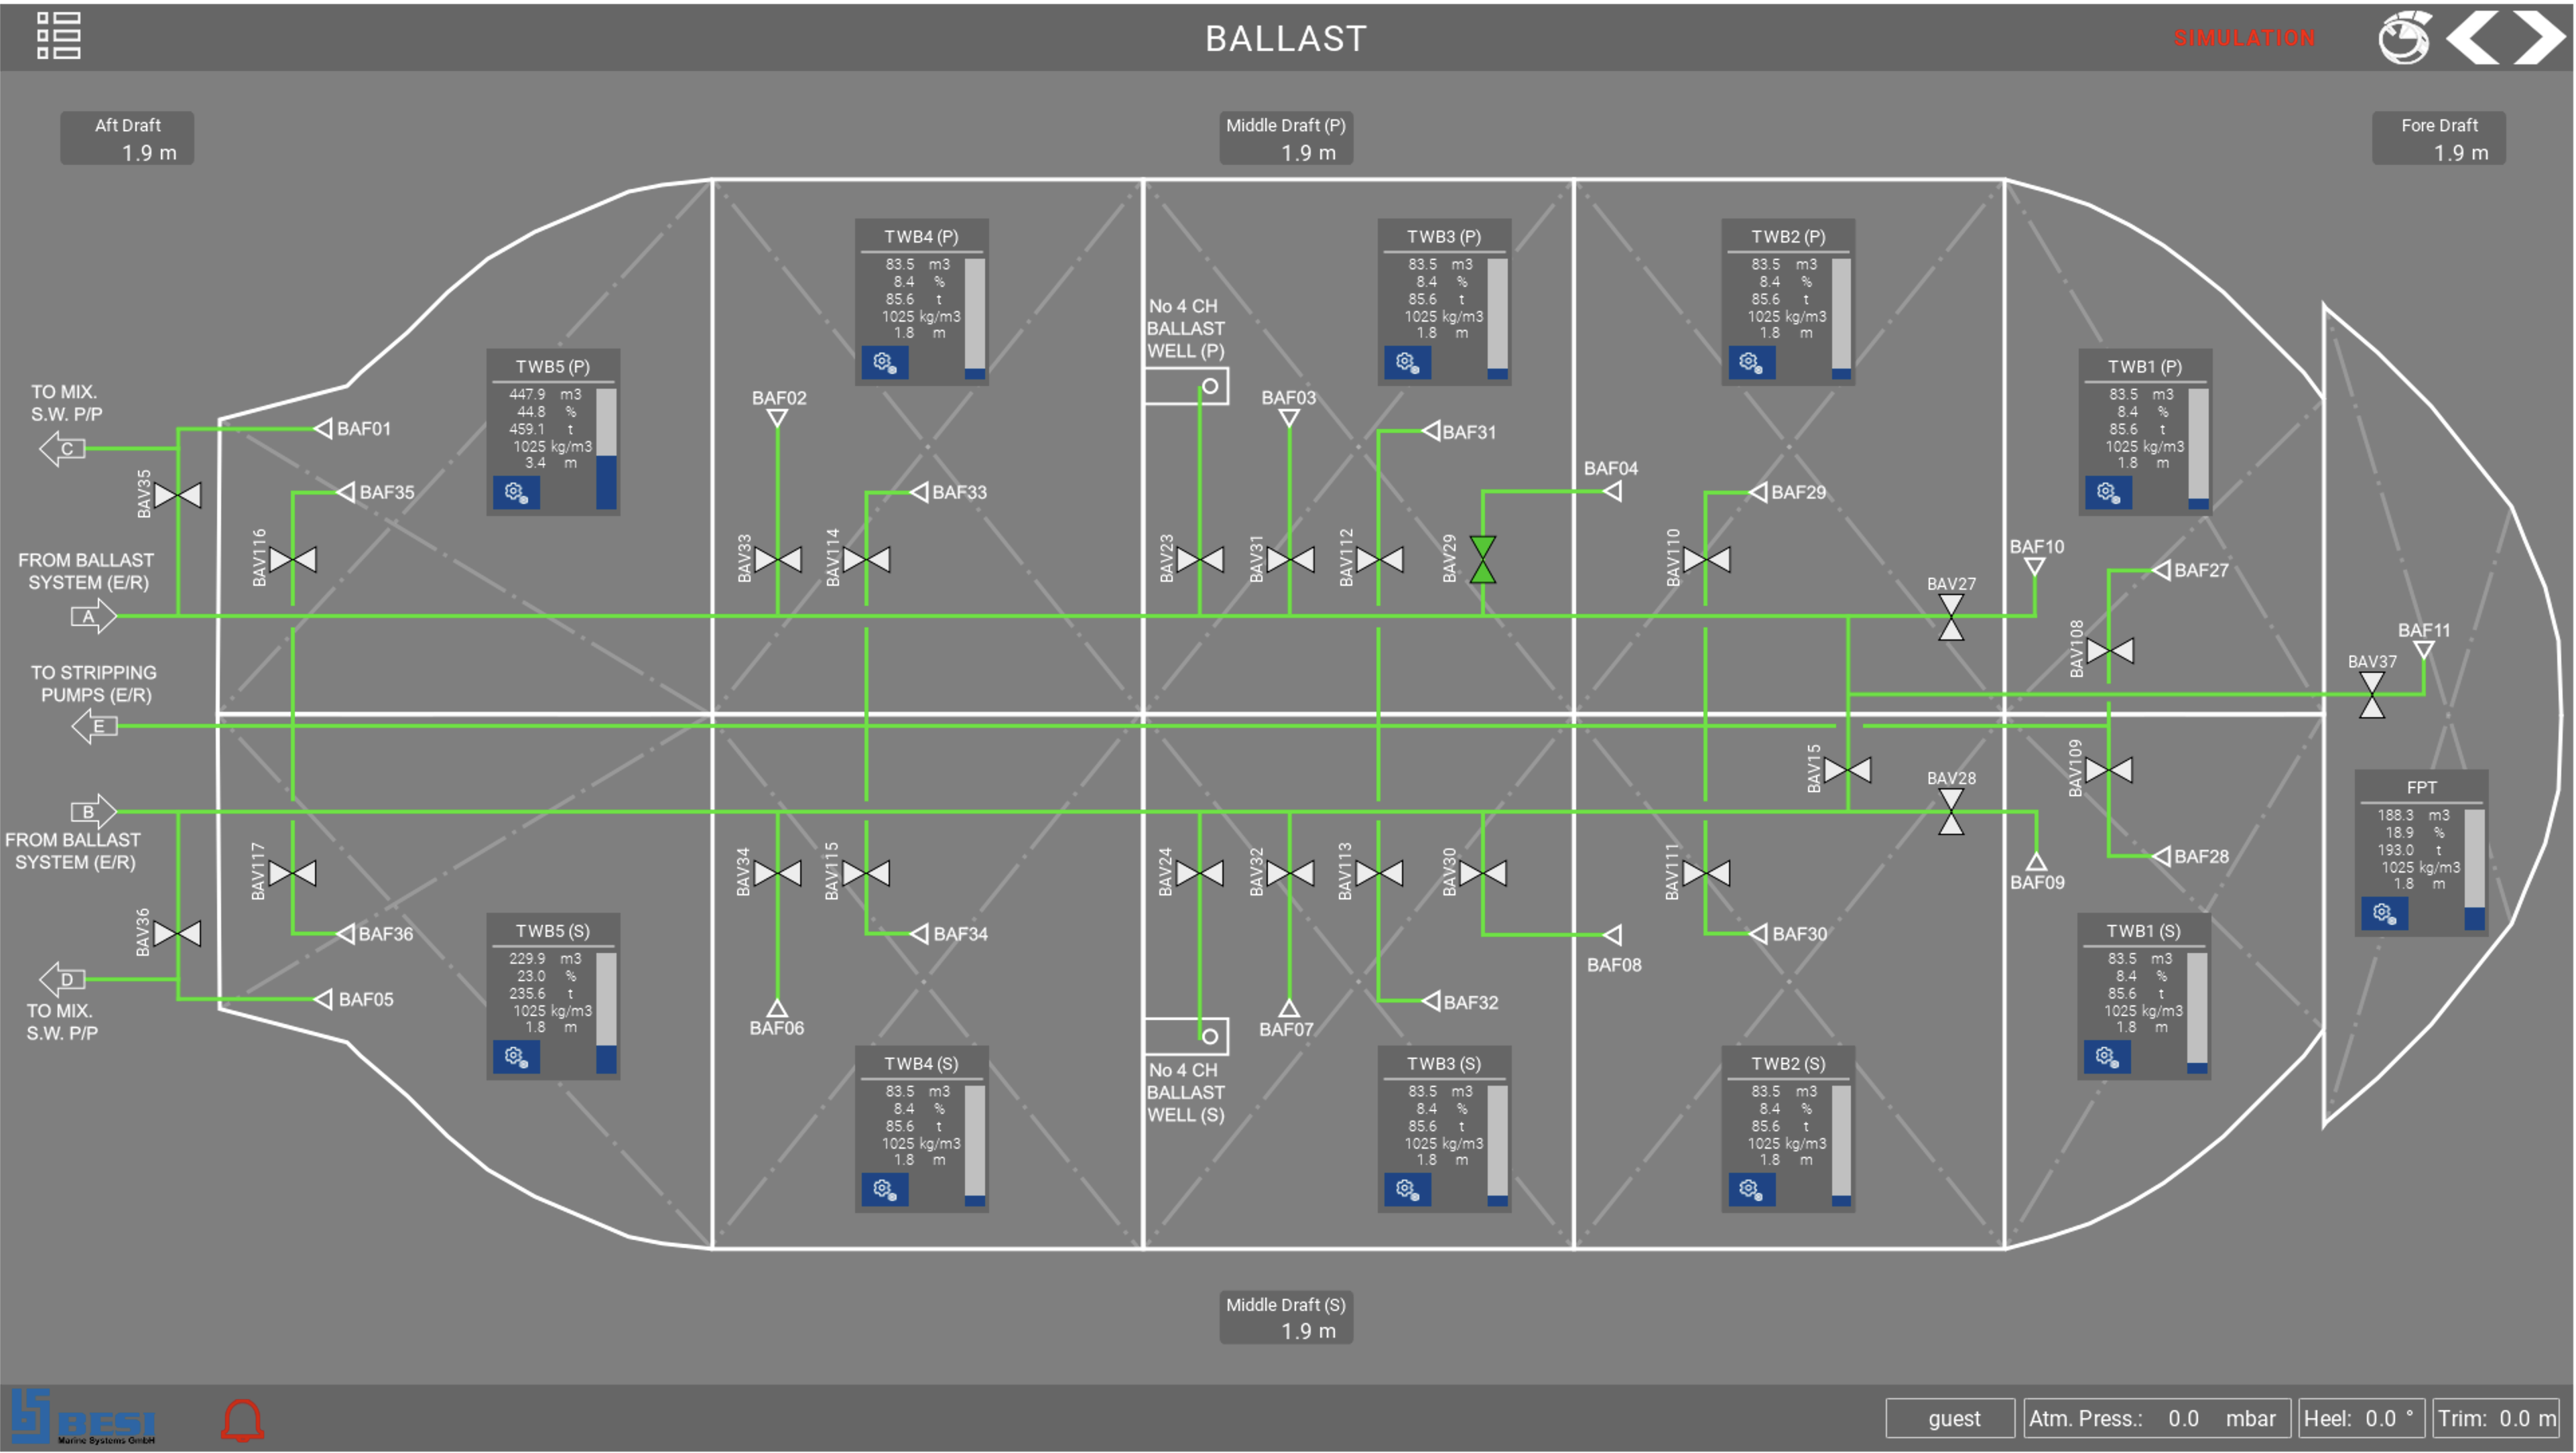 BALLAST
SIMULATION
Aft Draft
1.9 m
Middle Draft (P)
1.9 m
Fore Draft
1.9 m
TWB4 (P)
83.5 m3
8.4 %
85.6 t
1025 kg/m3
1.8 m
TWB3 (P)
83.5 m3
8.4 %
85.6 t
1025 kg/m3
1.8 m
TWB2 (P)
83.5 m3
8.4 %
85.6 t
1025 kg/m3
1.8 m
TWB5 (P)
447.9 m3
44.8 %
459.1 t
1025 kg/m3
3.4 m
TWB1 (P)
83.5 m3
8.4 %
85.6 t
1025 kg/m3
1.8 m
No 4 CH
BALLAST
WELL (P)
TO MIX.
S.W. P/P
C
BAF01
BAF02
BAF03
BAF31
BAF04
BAV35
BAF35
BAF33
BAF29
BAV116
BAV33
BAV114
BAV23
BAV31
BAV112
BAV29
BAV110
BAF10
BAF27
BAV27
FROM BALLAST
SYSTEM (E/R)
A
BAV108
BAF11
BAV37
TO STRIPPING
PUMPS (E/R)
E
BAV15
BAV28
BAV109
B
FROM BALLAST
SYSTEM (E/R)
BAV117
BAV34
BAV115
BAV24
BAV32
BAV113
BAV30
BAV111
BAF09
BAF28
FPT
188.3 m3
18.9 %
193.0 t
1025 kg/m3
1.8 m
BAV36
BAF36
BAF34
BAF08
BAF30
D
TO MIX.
S.W. P/P
BAF05
BAF06
BAF07
BAF32
TWB5 (S)
229.9 m3
23.0 %
235.6 t
1025 kg/m3
1.8 m
TWB1 (S)
83.5 m3
8.4 %
85.6 t
1025 kg/m3
1.8 m
No 4 CH
BALLAST
WELL (S)
TWB4 (S)
83.5 m3
8.4 %
85.6 t
1025 kg/m3
1.8 m
TWB3 (S)
83.5 m3
8.4 %
85.6 t
1025 kg/m3
1.8 m
TWB2 (S)
83.5 m3
8.4 %
85.6 t
1025 kg/m3
1.8 m
Middle Draft (S)
1.9 m
BESI
Marine Systems GmbH
guest
Atm. Press.: 0.0 mbar
Heel: 0.0 °
Trim: 0.0 m